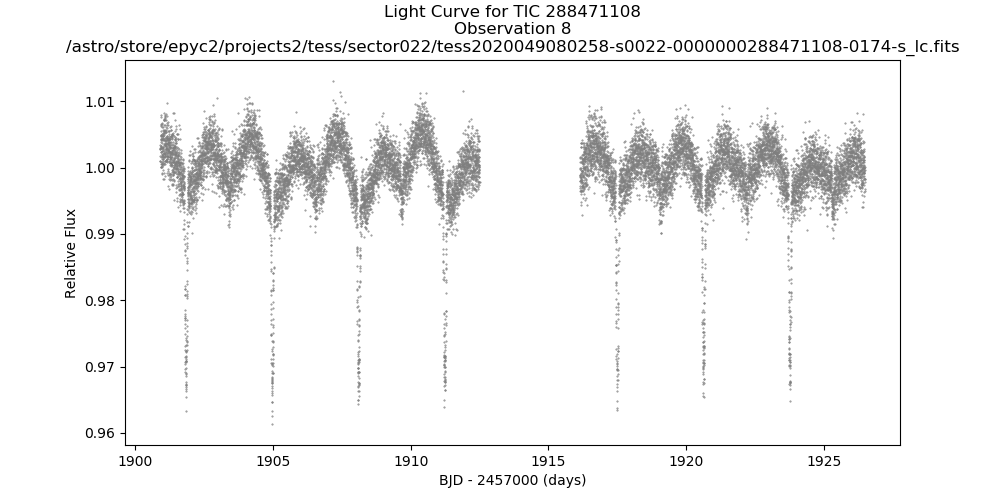 Light Curve for TIC 288471108
Observation 8
/astro/store/epyc2/projects2/tess/sector022/tess2020049080258-s0022-0000000288471108-0174-s_lc.fits
1.01
1.00
0.99
0.98
0.97
0.96
Relative Flux
1900 1905 1910 1915 1920 1925
BJD - 2457000 (days)